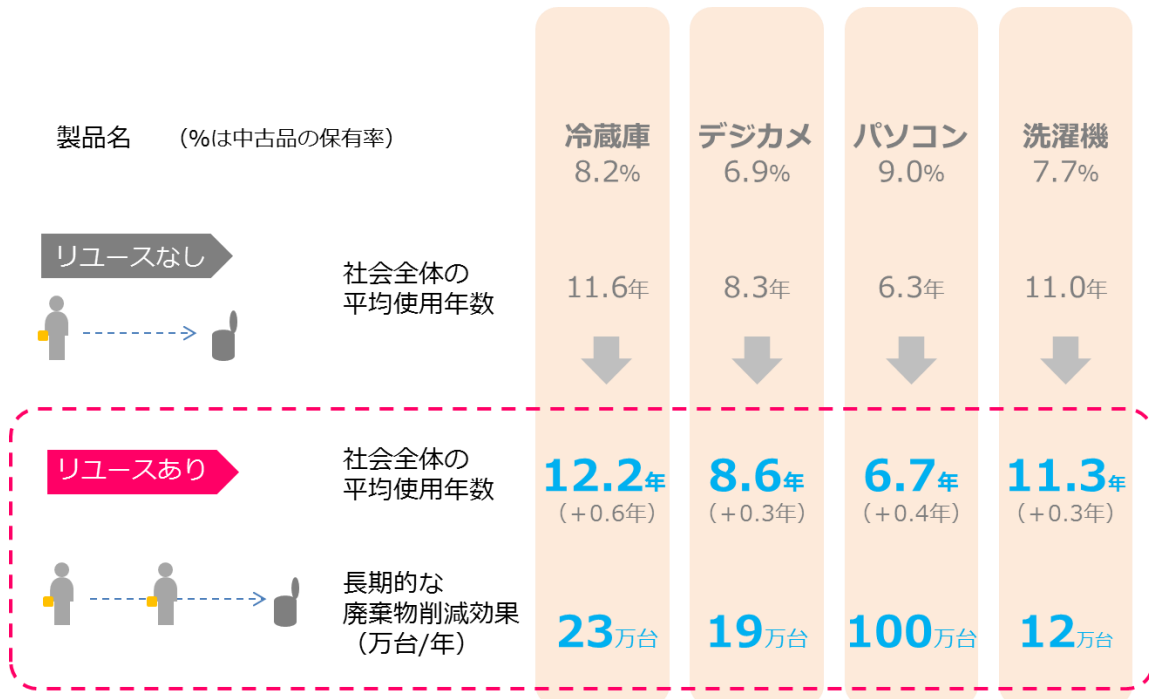 製品名 (%は中古品の保有率)
冷蔵庫 デジカメ パソコン 洗濯機
8.2% 6.9% 9.0% 7.7%
リユースなし
社会全体の
平均使用年数
11.6年 8.3年 6.3年 11.0年
リユースあり
社会全体の
平均使用年数
12.2年 8.6年 6.7年 11.3年
(+0.6年) (+0.3年) (+0.4年) (+0.3年)
長期的な
廃棄物削減効果
(万台/年)
23万台 19万台 100万台 12万台